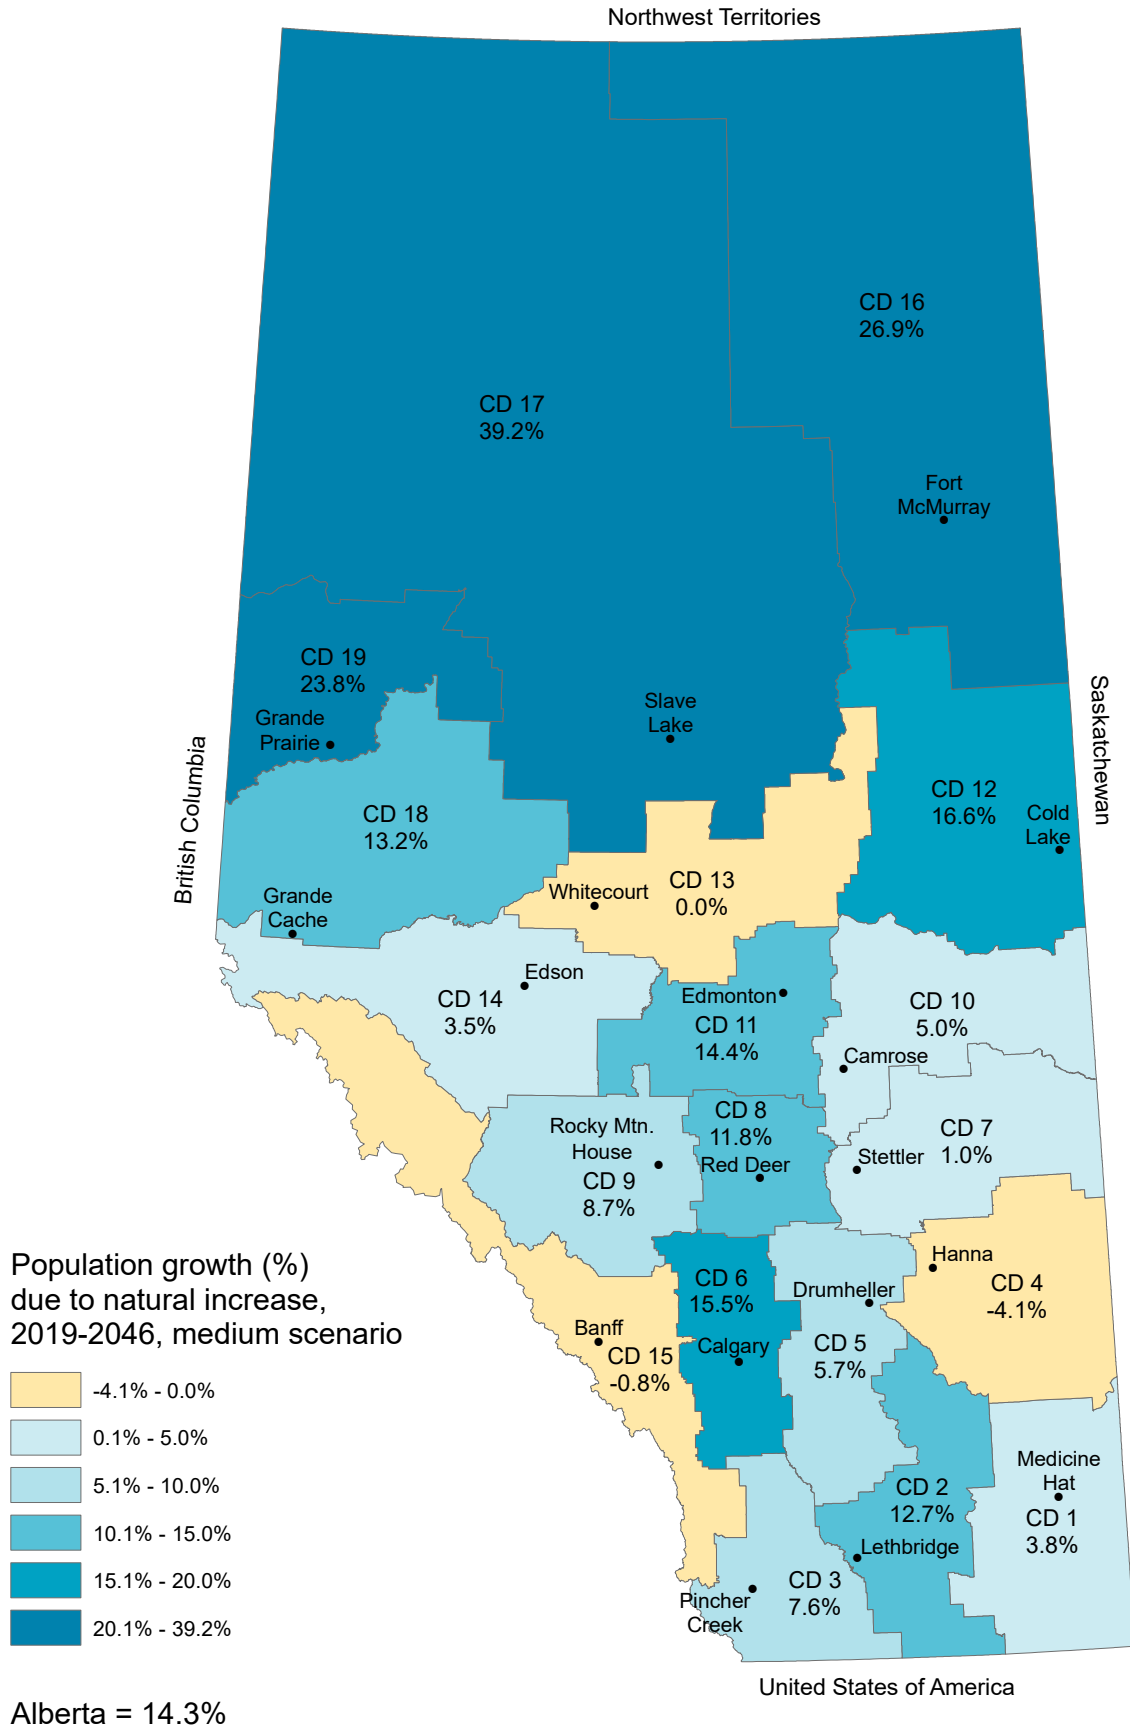 Northwest Territories
CD 16
26.9%
CD 17
39.2%
Fort
McMurray
CD 19
23.8%
Grande
Prairie
Slave
Lake
British Columbia
Saskatchewan
CD 12
16.6%
Cold
Lake
CD 18
13.2%
Grande
Cache
Whitecourt
CD 13
0.0%
Edson
CD 14
3.5%
Edmonton
CD 11
14.4%
CD 10
5.0%
Camrose
CD 8
11.8%
Red Deer
Rocky Mtn.
House
CD 9
8.7%
CD 7
1.0%
Stettler
Hanna
CD 4
-4.1%
CD 6
15.5%
Calgary
Drumheller
CD 5
5.7%
Banff
CD 15
-0.8%
Medicine
Hat
CD 1
3.8%
CD 2
12.7%
Lethbridge
CD 3
7.6%
Pincher
Creek
United States of America
Population growth (%)
due to natural increase,
2019-2046, medium scenario
-4.1% - 0.0%
0.1% - 5.0%
5.1% - 10.0%
10.1% - 15.0%
15.1% - 20.0%
20.1% - 39.2%
Alberta = 14.3%